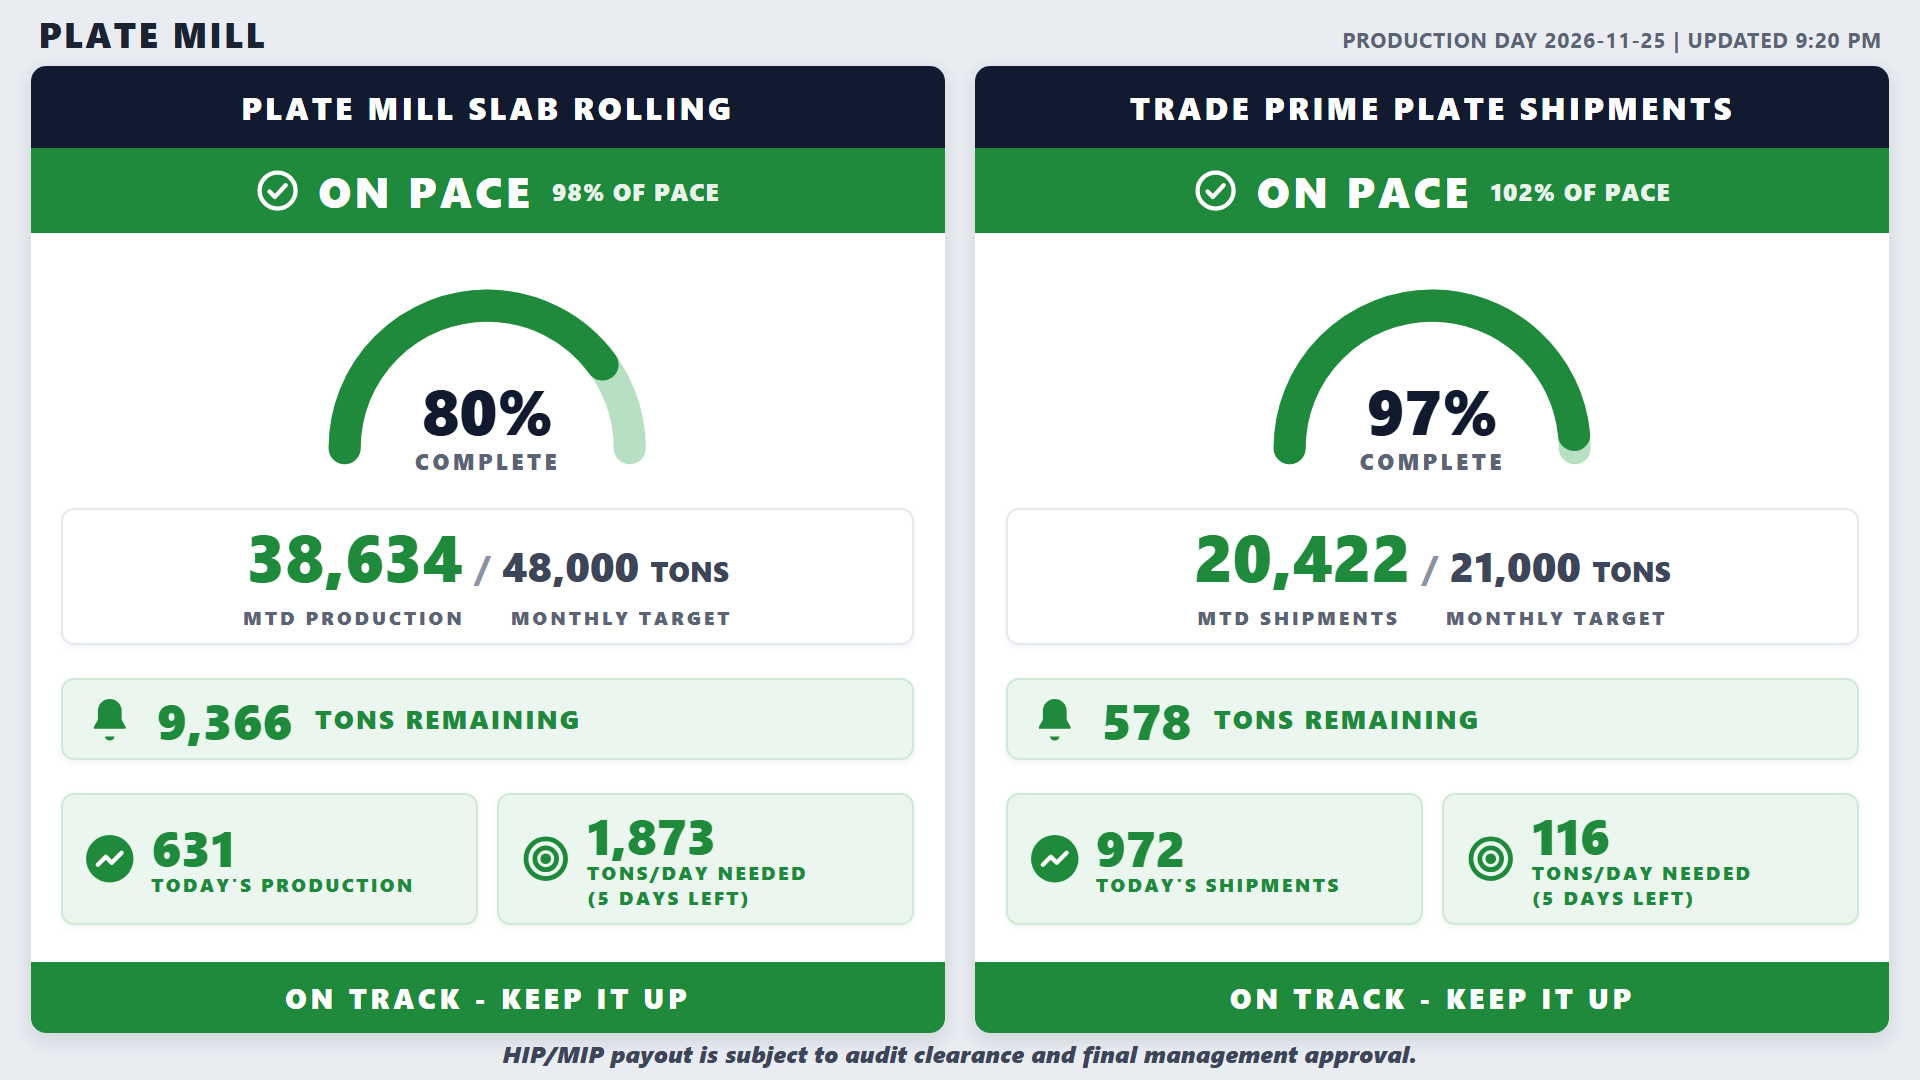 PLATE MILL
PRODUCTION DAY 2026-11-25 | UPDATED 9:20 PM
PLATE MILL SLAB ROLLING
ON PACE 98% OF PACE
80%
COMPLETE
38,634 / 48,000 TONS
MTD PRODUCTION MONTHLY TARGET
9,366 TONS REMAINING
631
TODAY'S PRODUCTION
1,873
TONS/DAY NEEDED
(5 DAYS LEFT)
ON TRACK - KEEP IT UP
TRADE PRIME PLATE SHIPMENTS
ON PACE 102% OF PACE
97%
COMPLETE
20,422 / 21,000 TONS
MTD SHIPMENTS MONTHLY TARGET
578 TONS REMAINING
972
TODAY'S SHIPMENTS
116
TONS/DAY NEEDED
(5 DAYS LEFT)
ON TRACK - KEEP IT UP
HIP/MIP payout is subject to audit clearance and final management approval.